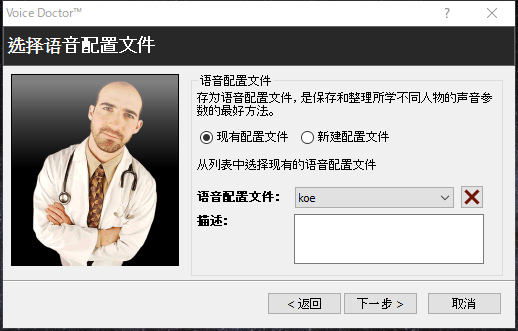 Voice Doctor™
选择语音配置文件
语音配置文件
存为语音配置文件，是保存和整理所学不同人物的声音参
数的最好方法。
现有配置文件 新建配置文件
从列表中选择现有的语音配置文件
语音配置文件： koe
描述：
< 返回 下一步 > 取消